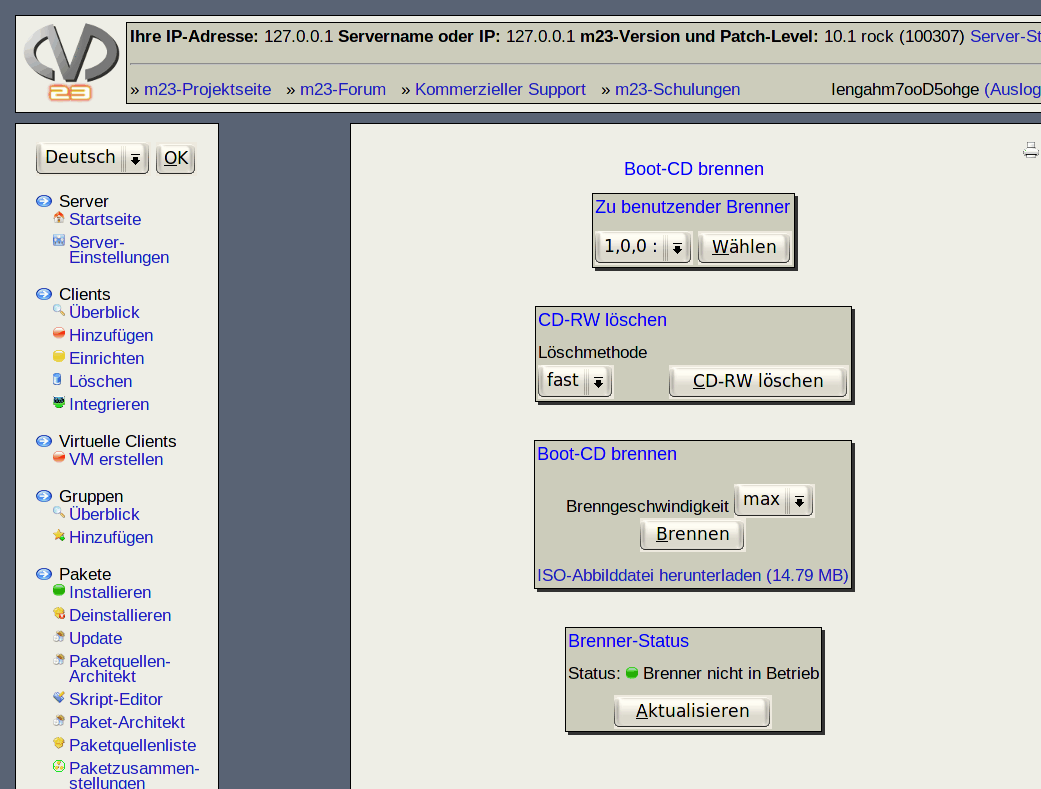 Ihre IP-Adresse: 127.0.0.1 Servername oder IP: 127.0.0.1 m23-Version und Patch-Level: 10.1 rock (100307) Server-St
23
» m23-Projektseite » m23-Forum » Kommerzieller Support » m23-Schulungen Iengahm7ooD5ohge (Auslog
Deutsch OK
Server
Startseite
Server-
Einstellungen
Clients
Überblick
Hinzufügen
Einrichten
Löschen
Integrieren
Virtuelle Clients
VM erstellen
Gruppen
Überblick
Hinzufügen
Pakete
Installieren
Deinstallieren
Update
Paketquellen-
Architekt
Skript-Editor
Paket-Architekt
Paketquellenliste
Paketzusammen-
stellungen
Boot-CD brennen
Zu benutzender Brenner
1,0,0 : Wählen
CD-RW löschen
Löschmethode
fast CD-RW löschen
Boot-CD brennen
Brenngeschwindigkeit max
Brennen
ISO-Abbilddatei herunterladen (14.79 MB)
Brenner-Status
Status: Brenner nicht in Betrieb
Aktualisieren